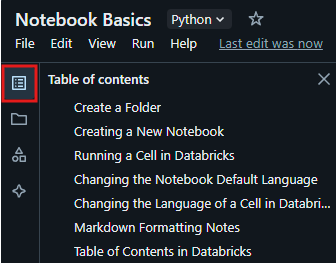 Notebook Basics Python
File Edit View Run Help Last edit was now
Table of contents
Create a Folder
Creating a New Notebook
Running a Cell in Databricks
Changing the Notebook Default Language
Changing the Language of a Cell in Databri...
Markdown Formatting Notes
Table of Contents in Databricks